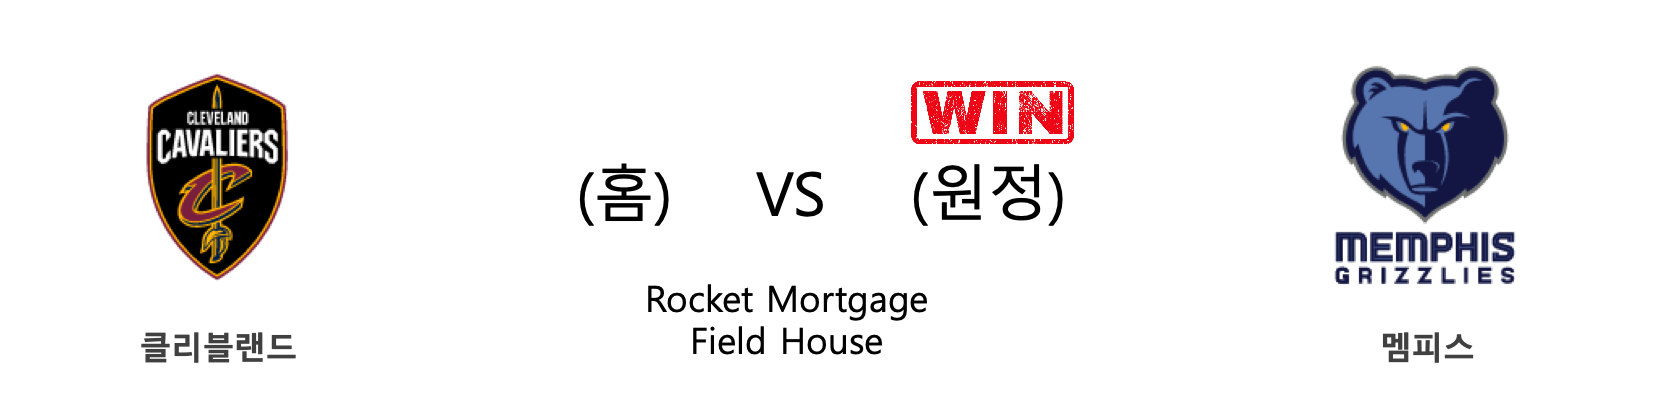 CLEVELAND
CAVALIERS
클리블랜드
WIN
(홈) VS (원정)
Rocket Mortgage
Field House
MEMPHIS
GRIZZLIES
멤피스